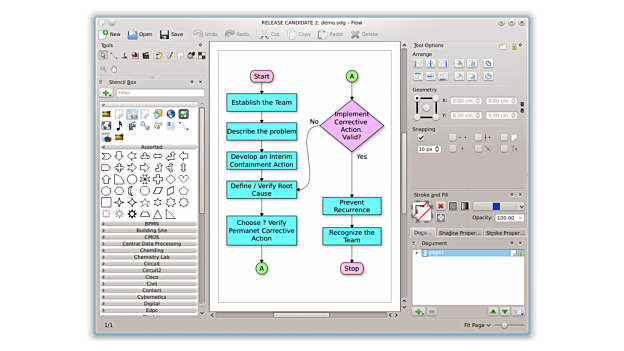 RELEASE CANDIDATE 2: demo.odg – Flow
New Open Save Undo Redo Cut Copy Paste Delete
Tools
Stencil Box
Filter
Assorted
BPMN
Building Site
CMOS
Central Data Processing
ChemEng
Chemistry Lab
Circuit
Circuit2
Cisco
Civil
Contact
Cybernetics
Digital
Edpc
1/1
Start
Establish the Team
Describe the problem
Develop an Interim
Containment Action
Define / Verify Root
Cause
Choose ? Verify
Permanet Corrective
Action
A
A
Implement
Corrective
Action.
Valid?
No
Yes
Prevent
Recurrence
Recognize the
Team
Stop
Tool Options
Arrange
Geometry
X: 0.00 cm 0.00 cm
Y: 0.00 cm 0.00 cm
Snapping
10 px
Stroke and Fill
Opacity: 100.00
Docu... Shadow Proper... Stroke Proper...
Document
page1
Fit Page